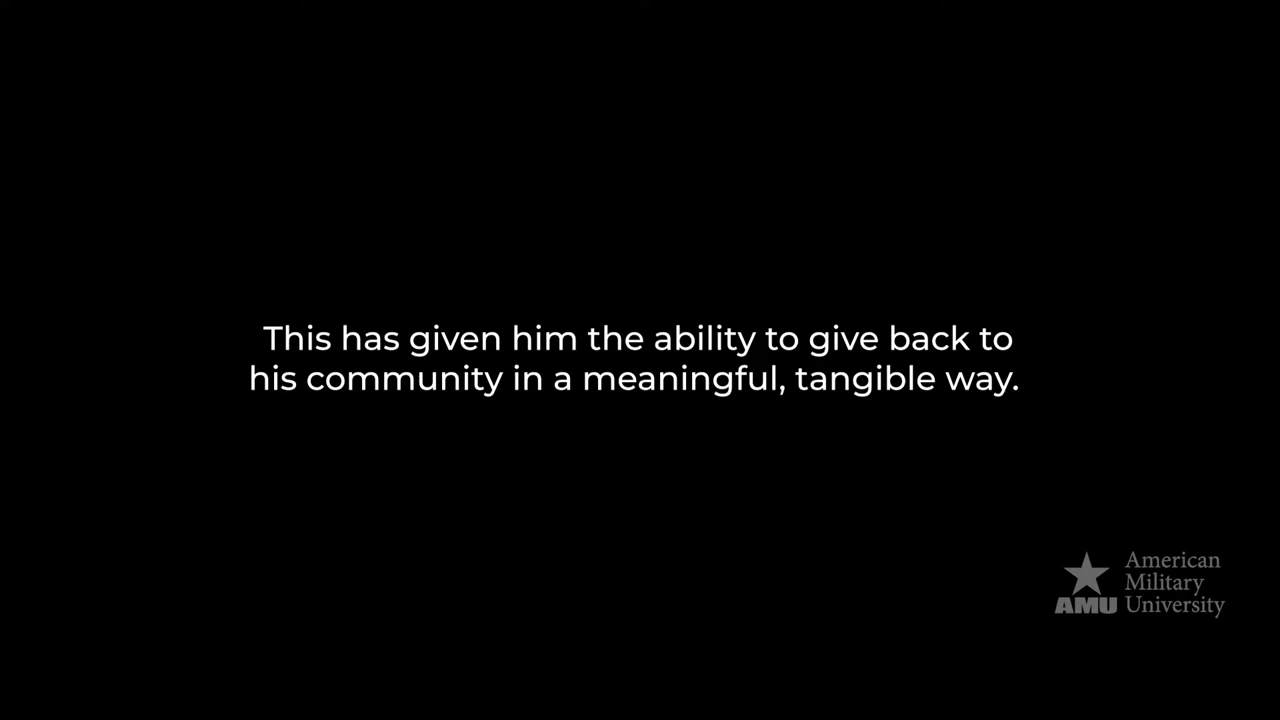 This has given him the ability to give back to
his community in a meaningful, tangible way.
American
Military
AMU University